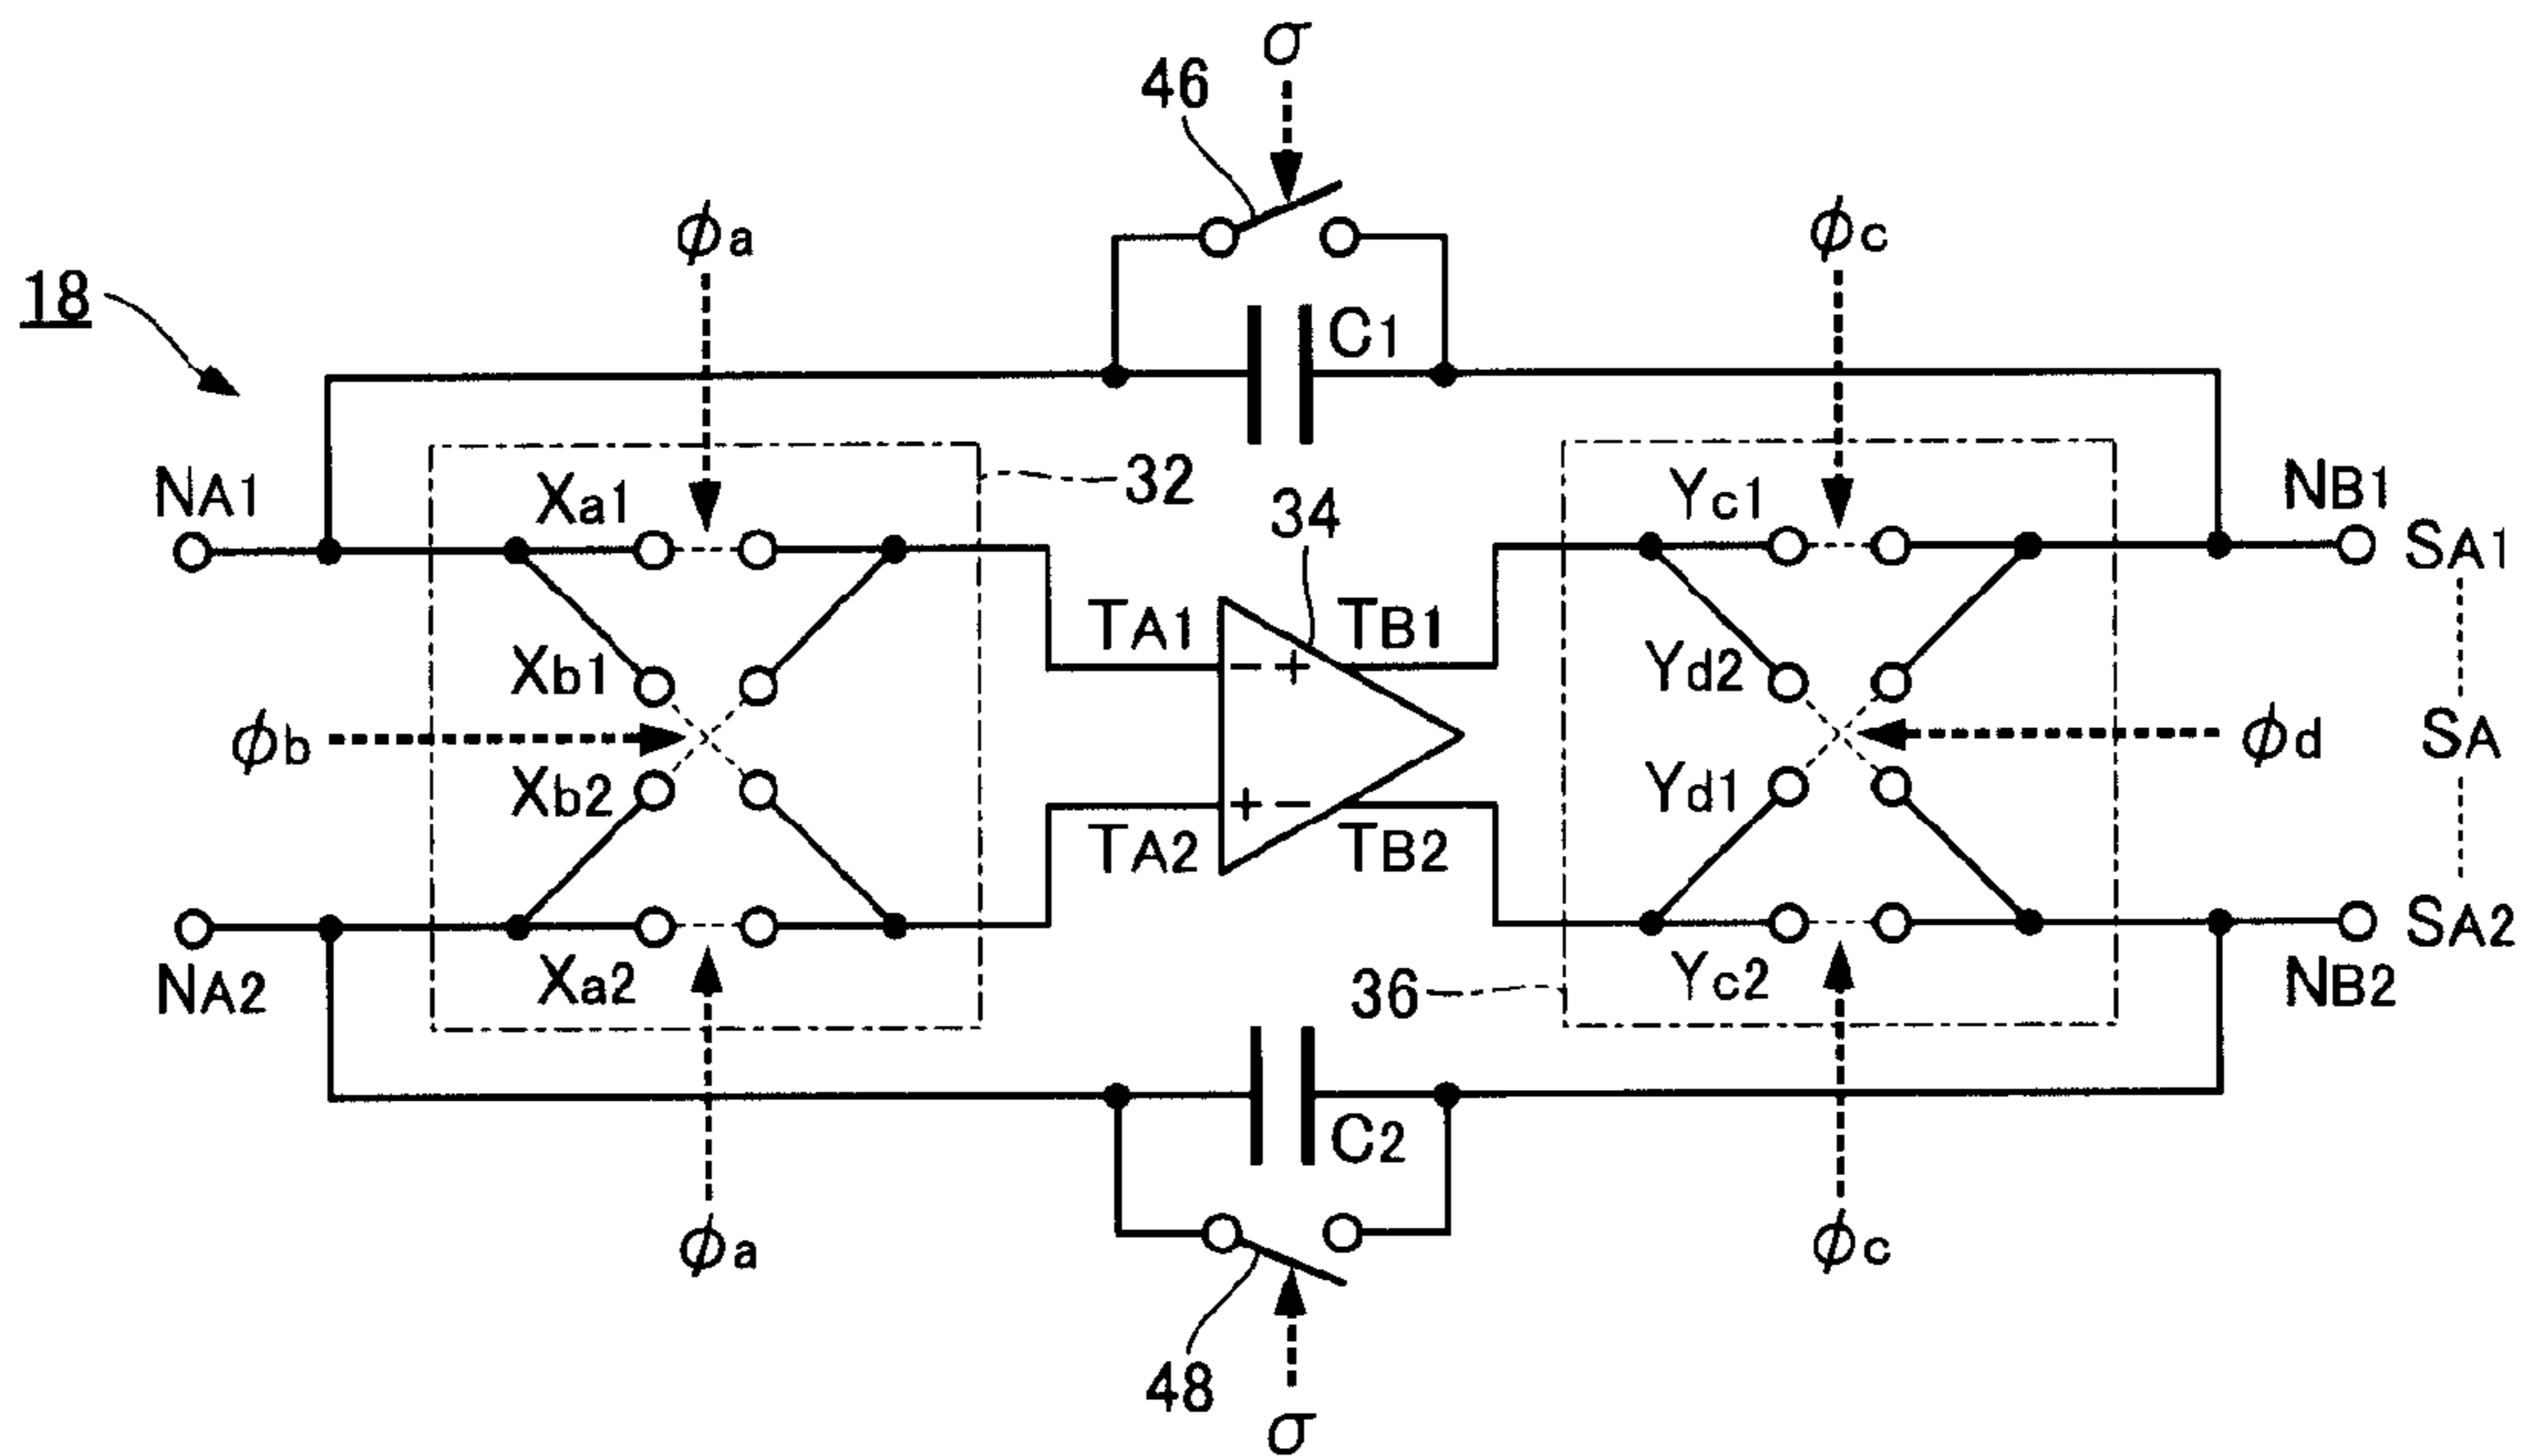 σ
46
ϕa
ϕc
18
C1
NA1
Xa1
32
34
Yc1
NB1
SA1
TA1
− +
TB1
Xb1
Yd2
ϕb
ϕd
SA
Xb2
Yd1
TA2
+ −
TB2
SA2
NA2
Xa2
36
Yc2
NB2
C2
ϕa
ϕc
48
σ